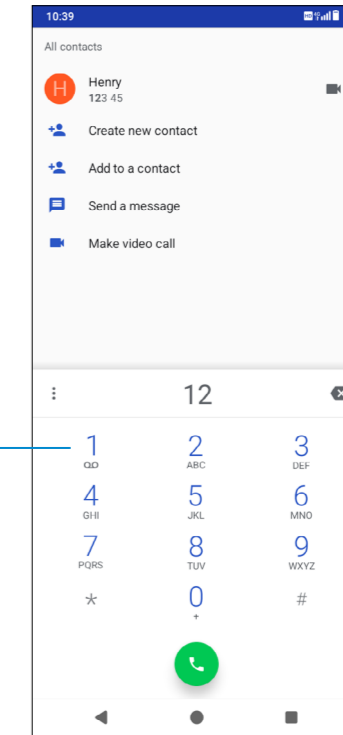 10:39
All contacts
H
Henry
123 45
Create new contact
Add to a contact
Send a message
Make video call
12
1 2 3
ABC DEF
4 5 6
GHI JKL MNO
7 8 9
PQRS TUV WXYZ
* 0 #
+